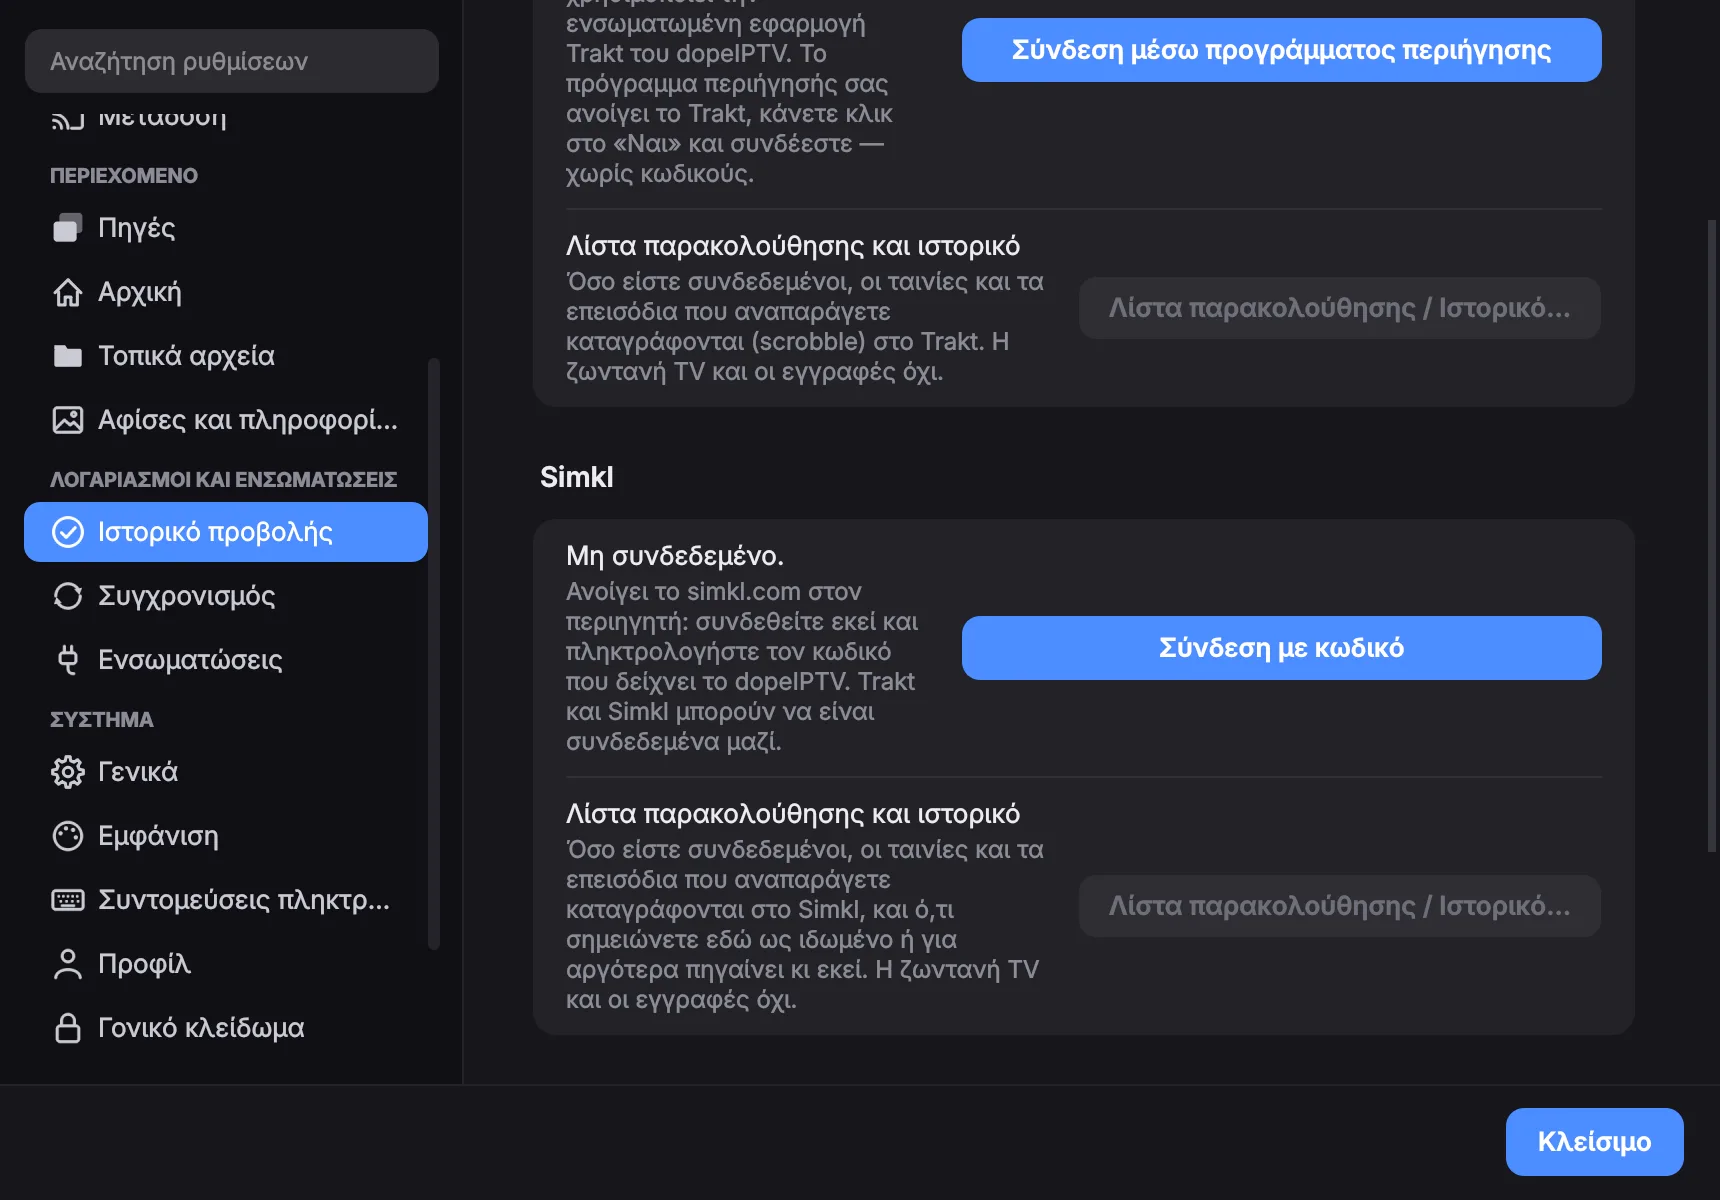 Αναζήτηση ρυθμίσεων
Μετάδοση
ΠΕΡΙΕΧΟΜΕΝΟ
Πηγές
Αρχική
Τοπικά αρχεία
Αφίσες και πληροφορί...
ΛΟΓΑΡΙΑΣΜΟΙ ΚΑΙ ΕΝΣΩΜΑΤΩΣΕΙΣ
Ιστορικό προβολής
Συγχρονισμός
Ενσωματώσεις
ΣΥΣΤΗΜΑ
Γενικά
Εμφάνιση
Συντομεύσεις πληκτρ...
Προφίλ
Γονικό κλείδωμα
χρησιμοποιεί την
ενσωματωμένη εφαρμογή
Trakt του dopeIPTV. Το
πρόγραμμα περιήγησής σας
ανοίγει το Trakt, κάνετε κλικ
στο «Ναι» και συνδέεστε —
χωρίς κωδικούς.
Σύνδεση μέσω προγράμματος περιήγησης
Λίστα παρακολούθησης και ιστορικό
Όσο είστε συνδεδεμένοι, οι ταινίες και τα
επεισόδια που αναπαράγετε
καταγράφονται (scrobble) στο Trakt. Η
ζωντανή TV και οι εγγραφές όχι.
Λίστα παρακολούθησης / Ιστορικό...
Simkl
Μη συνδεδεμένο.
Ανοίγει το simkl.com στον
περιηγητή: συνδεθείτε εκεί και
πληκτρολογήστε τον κωδικό
που δείχνει το dopeIPTV. Trakt
και Simkl μπορούν να είναι
συνδεδεμένα μαζί.
Σύνδεση με κωδικό
Λίστα παρακολούθησης και ιστορικό
Όσο είστε συνδεδεμένοι, οι ταινίες και τα
επεισόδια που αναπαράγετε
καταγράφονται στο Simkl, και ό,τι
σημειώνετε εδώ ως ιδωμένο ή για
αργότερα πηγαίνει κι εκεί. Η ζωντανή TV
και οι εγγραφές όχι.
Λίστα παρακολούθησης / Ιστορικό...
Κλείσιμο